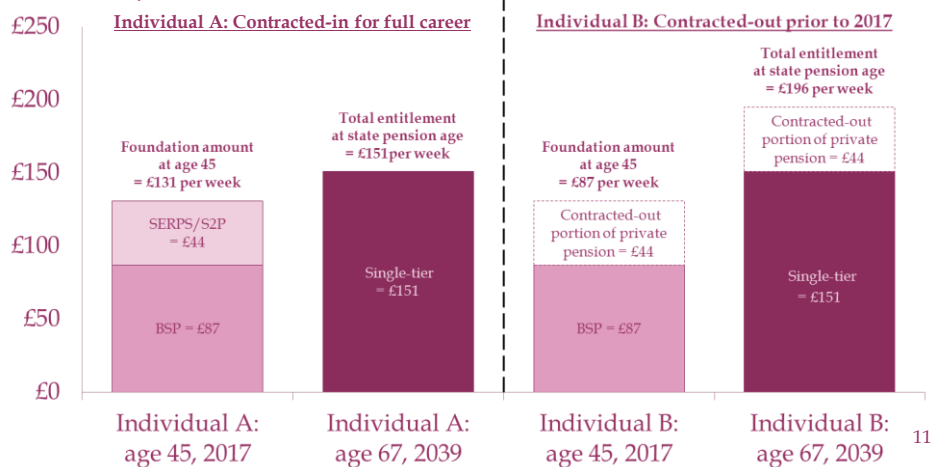 Individual A: Contracted-in for full career
Individual B: Contracted-out prior to 2017
£250
£200
£150
£100
£50
£0
Foundation amount
at age 45
= £131 per week
SERPS/S2P
= £44
BSP = £87
Total entitlement
at state pension age
= £151per week
Single-tier
= £151
Foundation amount
at age 45
=£87 per week
Contracted-out
portion of private
pension = £44
BSP = £87
Total entitlement
at state pension age
= £196 per week
Contracted-out
portion of private
pension = £44
Single-tier
= £151
Individual A:
age 45, 2017
Individual A:
age 67, 2039
Individual B:
age 45, 2017
Individual B:
age 67, 2039
11